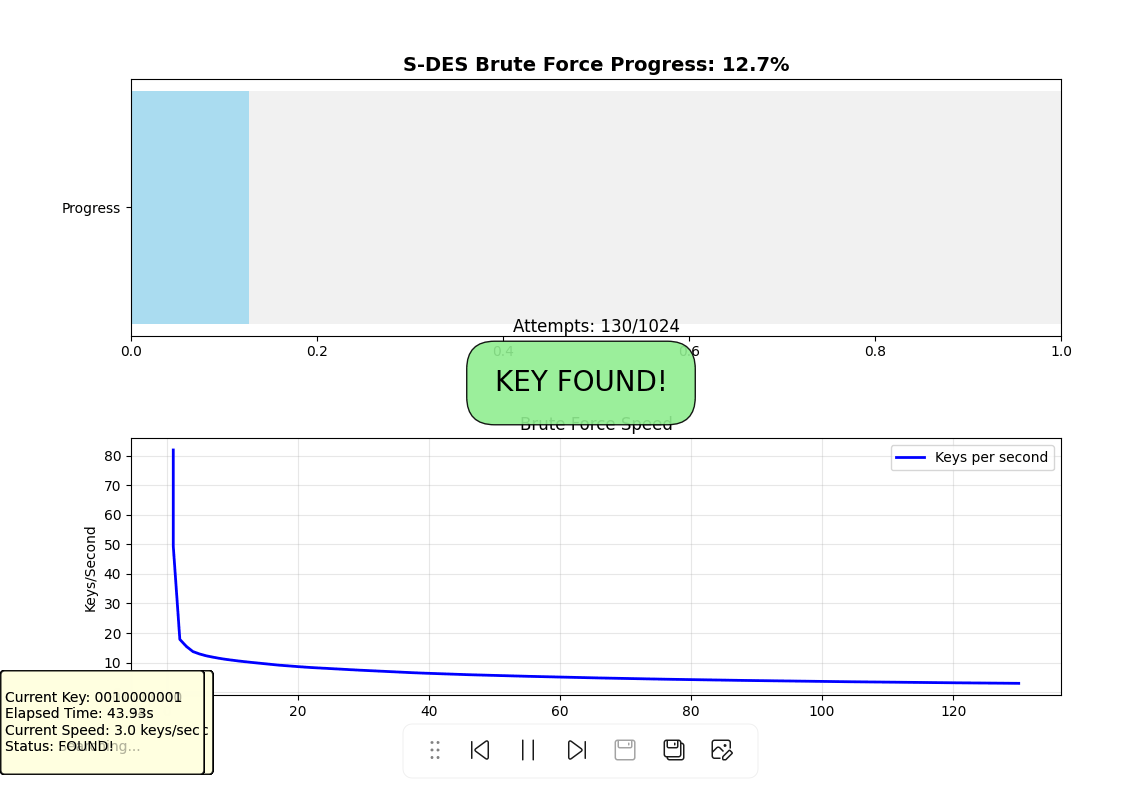 S-DES Brute Force Progress: 12.7%
Progress
Attempts: 130/1024
0.0 0.2 0.4 0.6 0.8 1.0
KEY FOUND!
Brute Force Speed
Keys per second
80
70
60
50
40
30
20
10
Keys/Second
20 40 60 80 100 120
Current Key: 0010000001
Elapsed Time: 43.93s
Current Speed: 3.0 keys/sec
Status: FOUND!